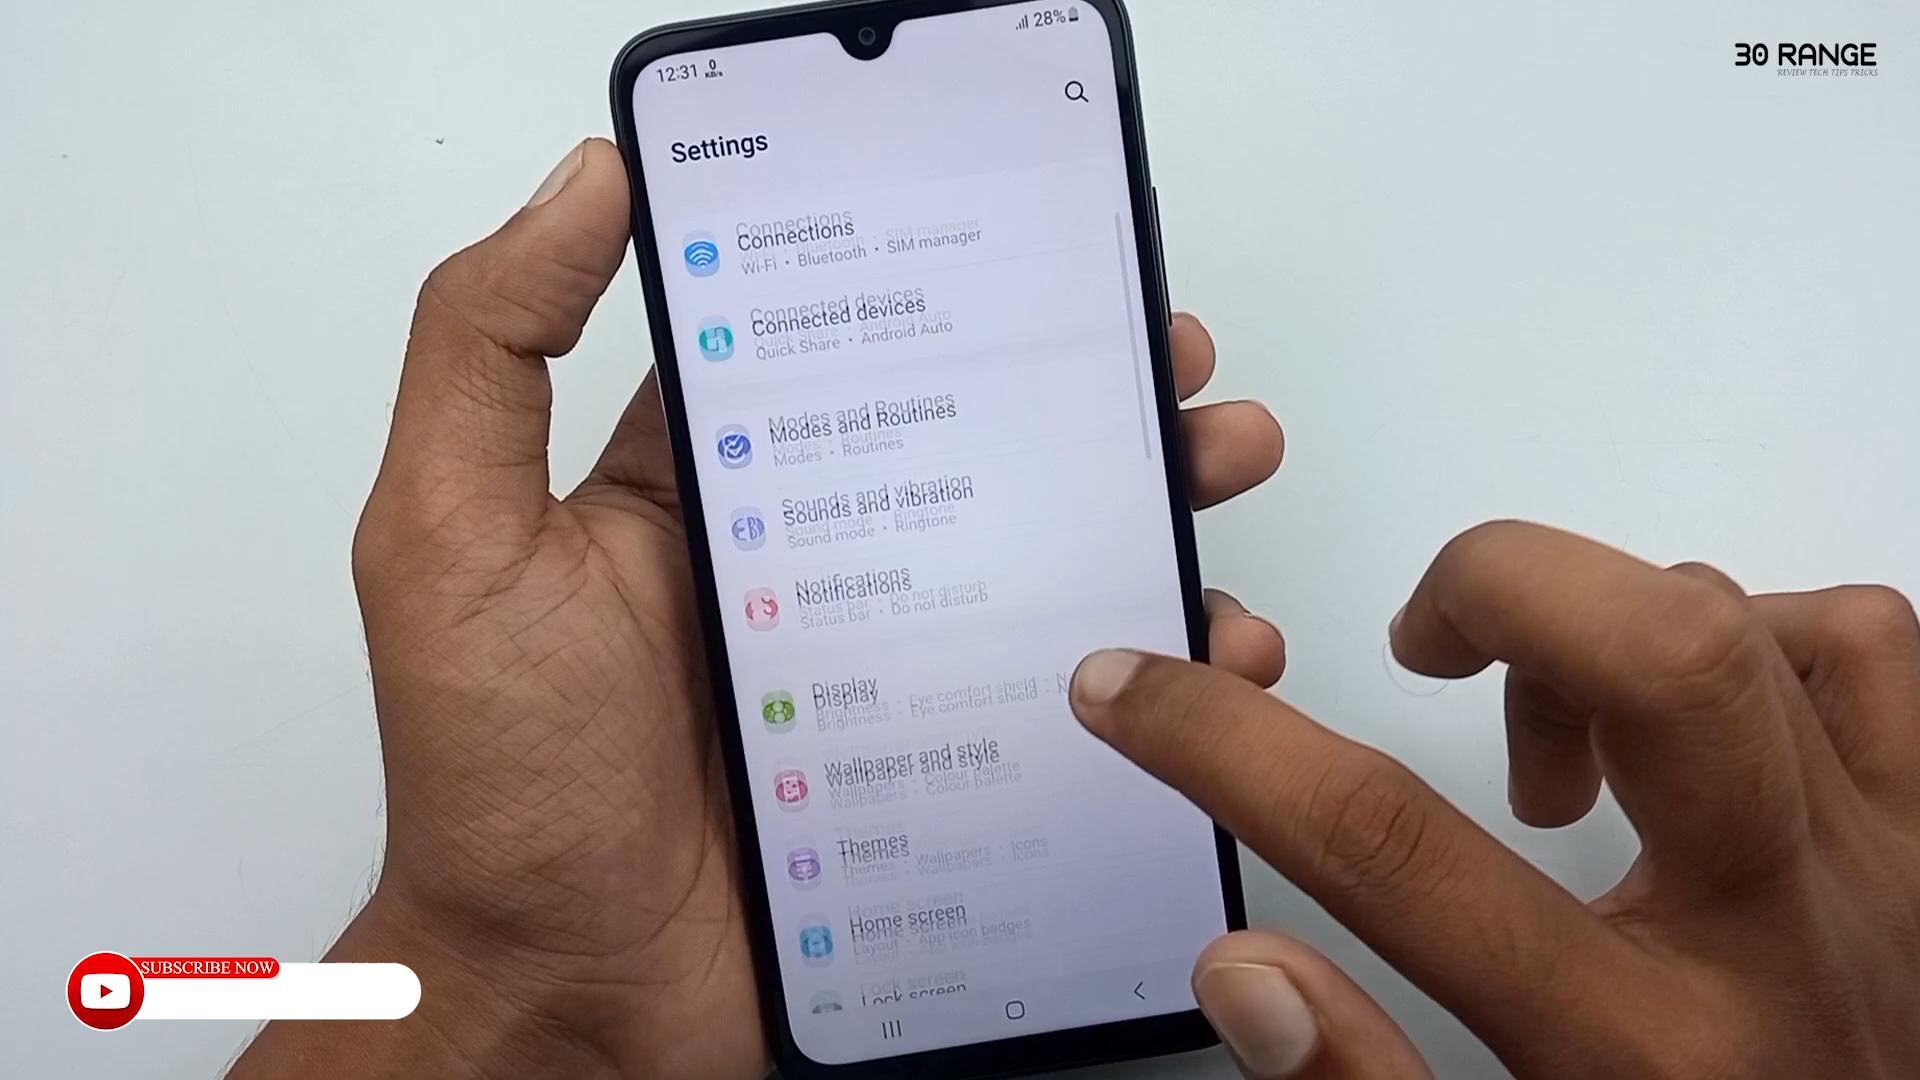 30 RANGE
REVIEW TECH TIPS TRICKS
28%
12:31 0 KB/s
Settings
Connections
Wi-Fi • Bluetooth • SIM manager
Connected devices
Quick Share • Android Auto
Modes and Routines
Modes • Routines
Sounds and vibration
Sound mode • Ringtone
Notifications
Status bar • Do not disturb
Display
Brightness • Eye comfort shield • N
Wallpaper and style
Wallpapers • Colour palette
Themes
Themes • Wallpapers • Icons
Home screen
Layout • App icon badges
Lock screen
SUBSCRIBE NOW